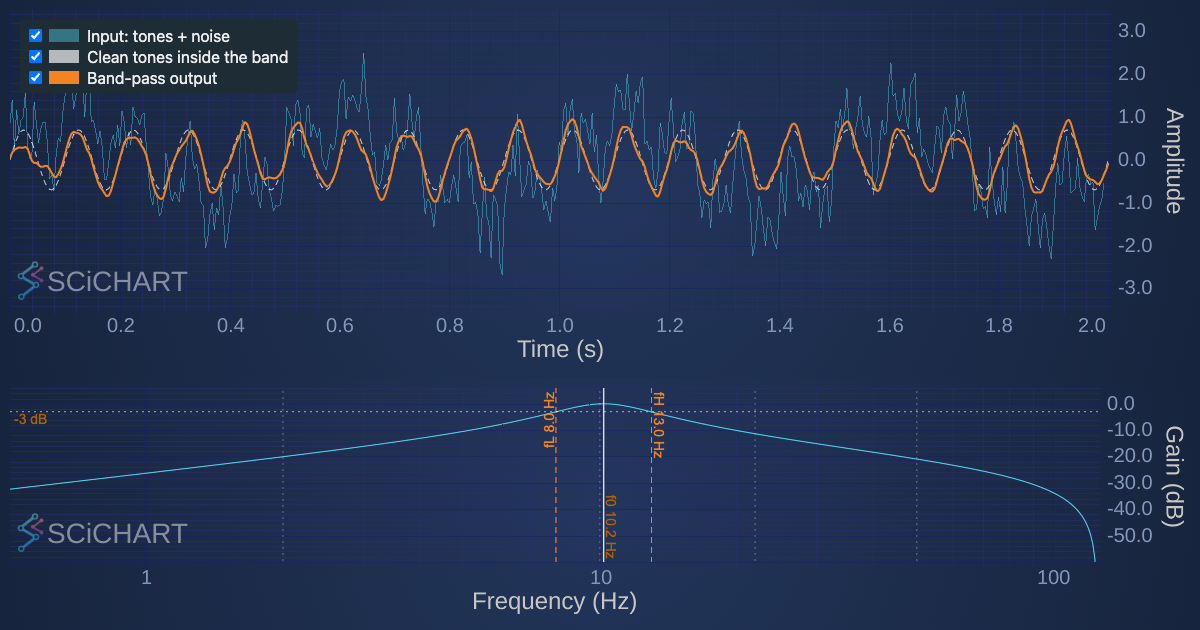 Input: tones + noise
Clean tones inside the band
Band-pass output
3.0
2.0
1.0
0.0
-1.0
-2.0
-3.0
Amplitude
SCiCHART
0.0 0.2 0.4 0.6 0.8 1.0 1.2 1.4 1.6 1.8 2.0
Time (s)
-3 dB
fL 8.0 Hz
fH 13.0 Hz
f0 10.2 Hz
0.0
-10.0
-20.0
-30.0
-40.0
-50.0
Gain (dB)
SCiCHART
1 10 100
Frequency (Hz)